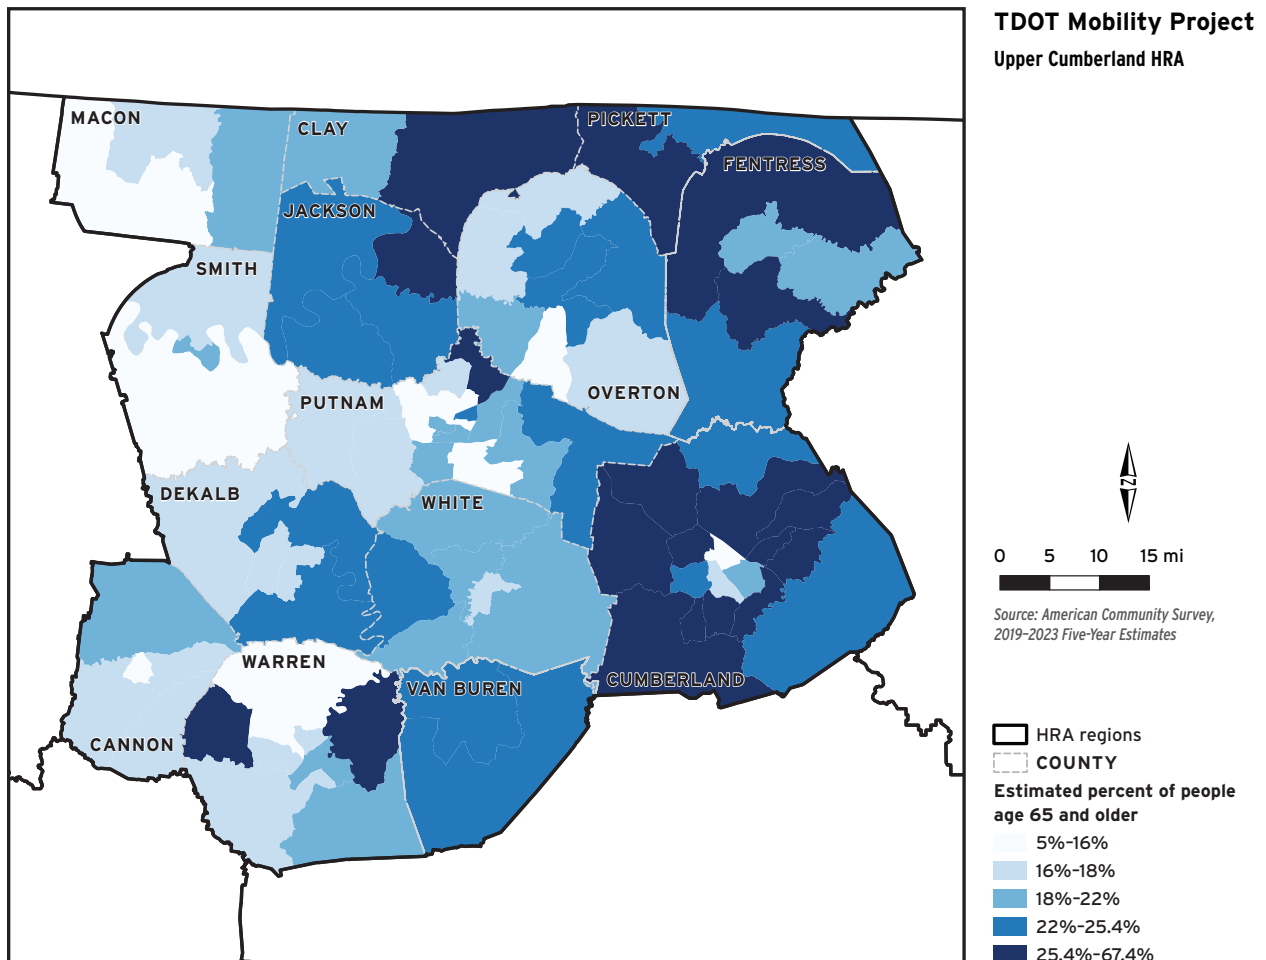 TDOT Mobility Project
Upper Cumberland HRA
MACON
CLAY
PICKETT
FENTRESS
JACKSON
SMITH
OVERTON
PUTNAM
DEKALB
WHITE
WARREN
VAN BUREN
CUMBERLAND
CANNON
N
0 5 10 15 mi
Source: American Community Survey,
2019–2023 Five-Year Estimates
HRA regions
COUNTY
Estimated percent of people
age 65 and older
5%–16%
16%–18%
18%–22%
22%–25.4%
25.4%–67.4%